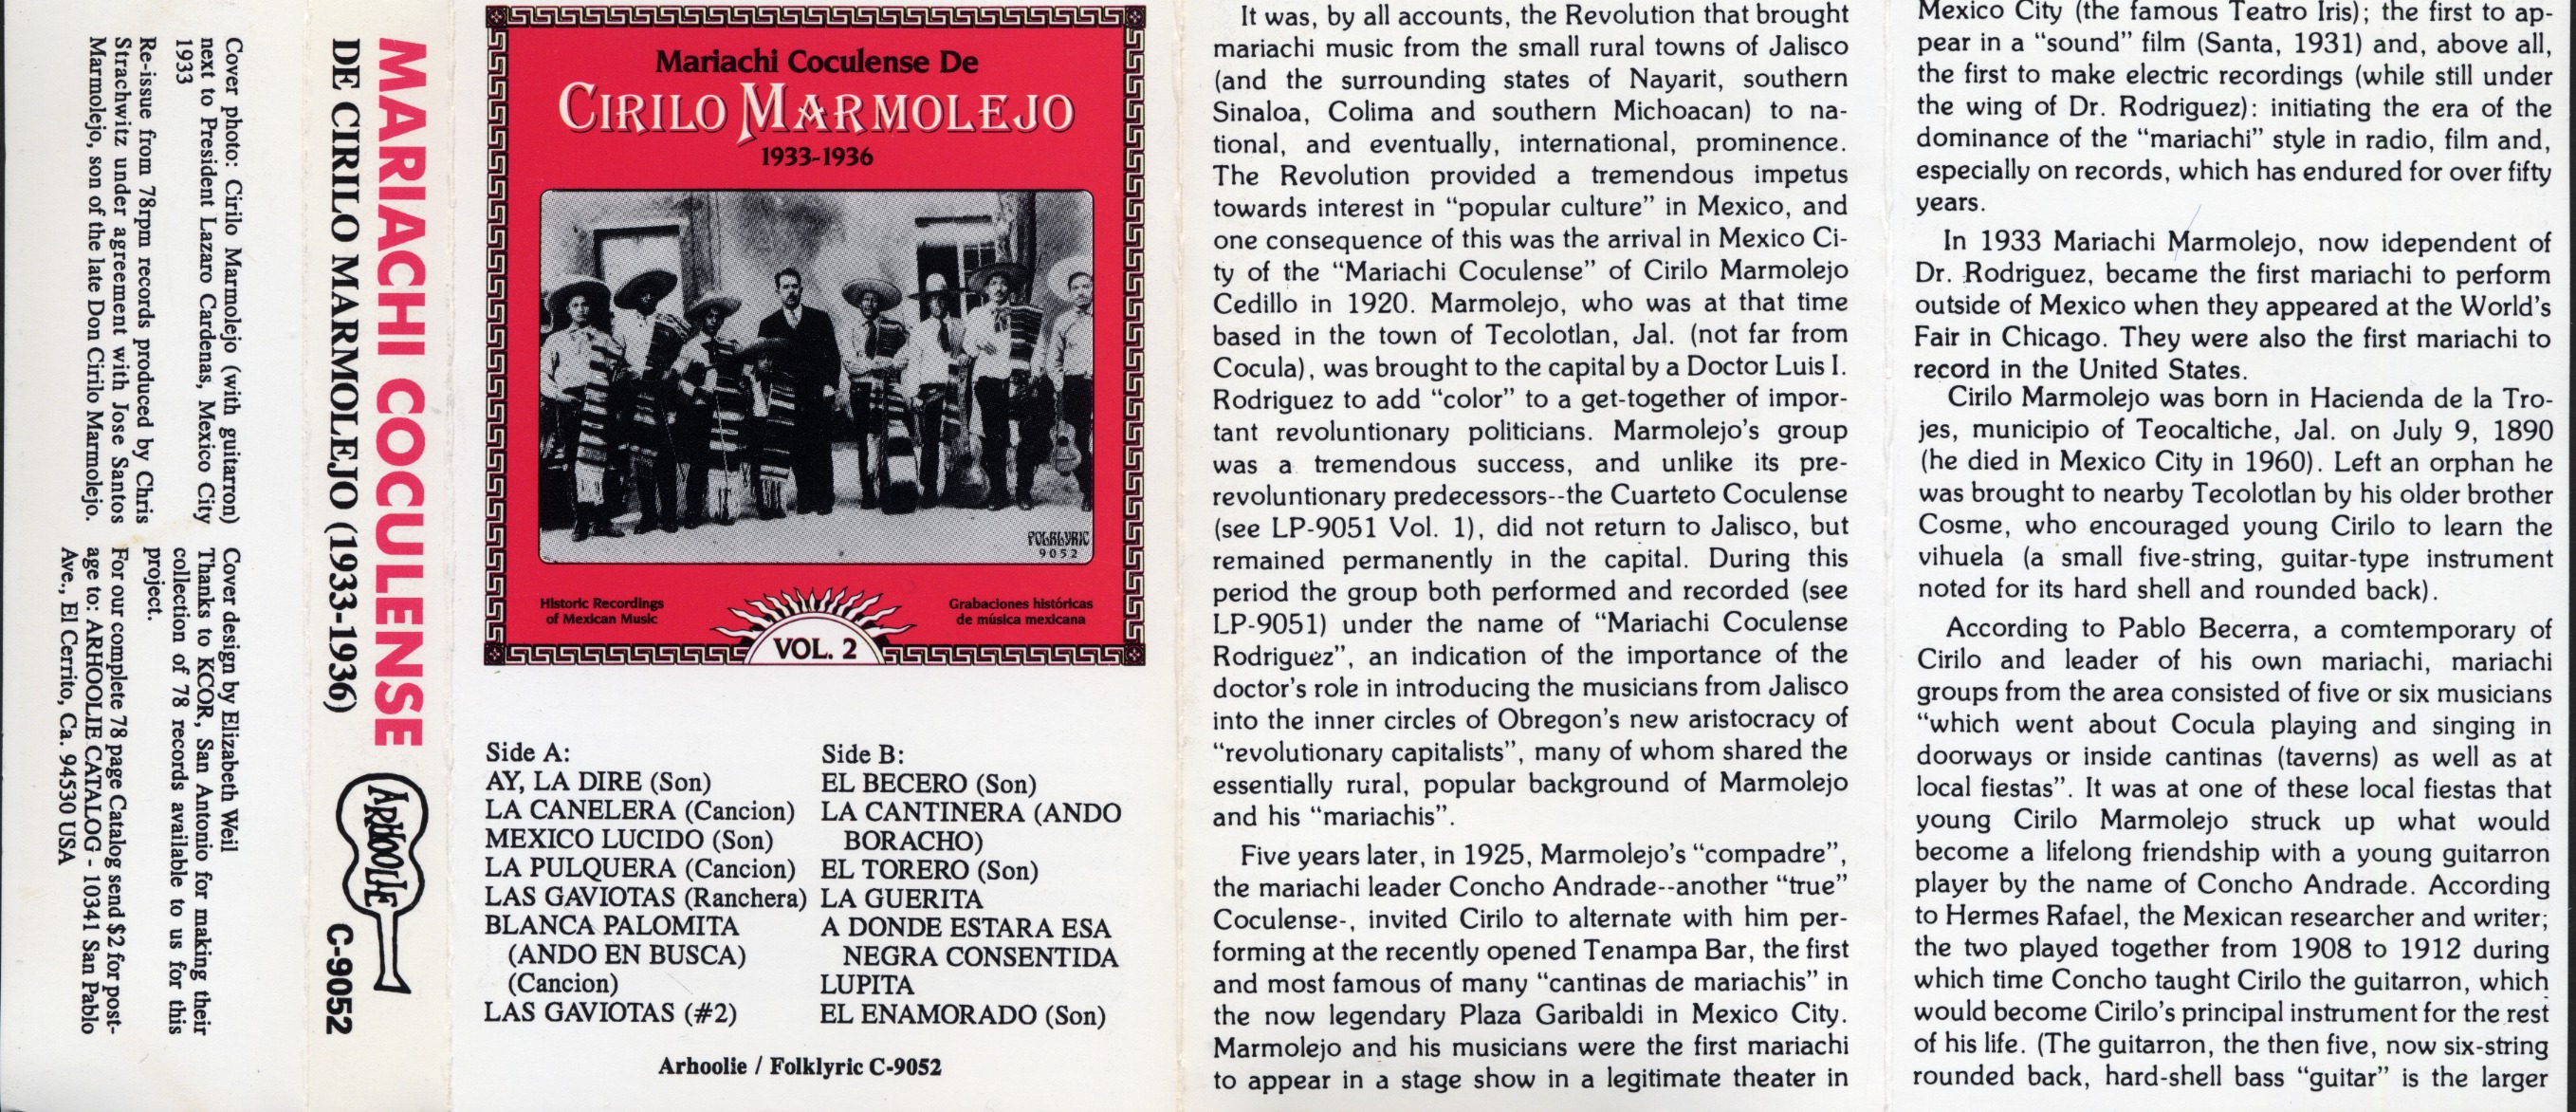 Cover photo: Cirilo Marmolejo (with guitarron)
next to President Lazaro Cardenas, Mexico City
1933
Re-issue from 78rpm records produced by Chris
Strachwitz under agreement with Jose Santos
Marmolejo, son of the late Don Cirilo Marmolejo.
Cover design by Elizabeth Weil
Thanks to KCOR, San Antonio for making their
collection of 78 records available to us for this
project.
For our complete 78 page Catalog send $2 for post-
age to: ARHOOLIE CATALOG - 10341 San Pablo
Ave., El Cerrito, Ca. 94530 USA
MARIACHI COCULENSE
DE CIRILO MARMOLEJO (1933-1936)
ARHOOLIE
C-9052
Mariachi Coculense De
CIRILO MARMOLEJO
1933-1936
FOLKLYRIC
9052
Historic Recordings
of Mexican Music
Grabaciones históricas
de música mexicana
VOL. 2
Side A:
AY, LA DIRE (Son)
LA CANELERA (Cancion)
MEXICO LUCIDO (Son)
LA PULQUERA (Cancion)
LAS GAVIOTAS (Ranchera)
BLANCA PALOMITA
(ANDO EN BUSCA)
(Cancion)
LAS GAVIOTAS (#2)
Side B:
EL BECERO (Son)
LA CANTINERA (ANDO
BORACHO)
EL TORERO (Son)
LA GUERITA
A DONDE ESTARA ESA
NEGRA CONSENTIDA
LUPITA
EL ENAMORADO (Son)
Arhoolie / Folklyric C-9052
It was, by all accounts, the Revolution that brought
mariachi music from the small rural towns of Jalisco
(and the surrounding states of Nayarit, southern
Sinaloa, Colima and southern Michoacan) to na-
tional, and eventually, international, prominence.
The Revolution provided a tremendous impetus
towards interest in “popular culture” in Mexico, and
one consequence of this was the arrival in Mexico Ci-
ty of the “Mariachi Coculense” of Cirilo Marmolejo
Cedillo in 1920. Marmolejo, who was at that time
based in the town of Tecolotlan, Jal. (not far from
Cocula), was brought to the capital by a Doctor Luis I.
Rodriguez to add “color” to a get-together of impor-
tant revoluntionary politicians. Marmolejo’s group
was a tremendous success, and unlike its pre-
revoluntionary predecessors--the Cuarteto Coculense
(see LP-9051 Vol. 1), did not return to Jalisco, but
remained permanently in the capital. During this
period the group both performed and recorded (see
LP-9051) under the name of “Mariachi Coculense
Rodriguez”, an indication of the importance of the
doctor’s role in introducing the musicians from Jalisco
into the inner circles of Obregon’s new aristocracy of
“revolutionary capitalists”, many of whom shared the
essentially rural, popular background of Marmolejo
and his “mariachis”.
Five years later, in 1925, Marmolejo’s “compadre”,
the mariachi leader Concho Andrade--another “true”
Coculense-, invited Cirilo to alternate with him per-
forming at the recently opened Tenampa Bar, the first
and most famous of many “cantinas de mariachis” in
the now legendary Plaza Garibaldi in Mexico City.
Marmolejo and his musicians were the first mariachi
to appear in a stage show in a legitimate theater in
Mexico City (the famous Teatro Iris); the first to ap-
pear in a “sound” film (Santa, 1931) and, above all,
the first to make electric recordings (while still under
the wing of Dr. Rodriguez): initiating the era of the
dominance of the “mariachi” style in radio, film and,
especially on records, which has endured for over fifty
years.
In 1933 Mariachi Marmolejo, now idependent of
Dr. Rodriguez, became the first mariachi to perform
outside of Mexico when they appeared at the World’s
Fair in Chicago. They were also the first mariachi to
record in the United States.
Cirilo Marmolejo was born in Hacienda de la Tro-
jes, municipio of Teocaltiche, Jal. on July 9, 1890
(he died in Mexico City in 1960). Left an orphan he
was brought to nearby Tecolotlan by his older brother
Cosme, who encouraged young Cirilo to learn the
vihuela (a small five-string, guitar-type instrument
noted for its hard shell and rounded back).
According to Pablo Becerra, a comtemporary of
Cirilo and leader of his own mariachi, mariachi
groups from the area consisted of five or six musicians
“which went about Cocula playing and singing in
doorways or inside cantinas (taverns) as well as at
local fiestas”. It was at one of these local fiestas that
young Cirilo Marmolejo struck up what would
become a lifelong friendship with a young guitarron
player by the name of Concho Andrade. According
to Hermes Rafael, the Mexican researcher and writer;
the two played together from 1908 to 1912 during
which time Concho taught Cirilo the guitarron, which
would become Cirilo’s principal instrument for the rest
of his life. (The guitarron, the then five, now six-string
rounded back, hard-shell bass “guitar” is the larger